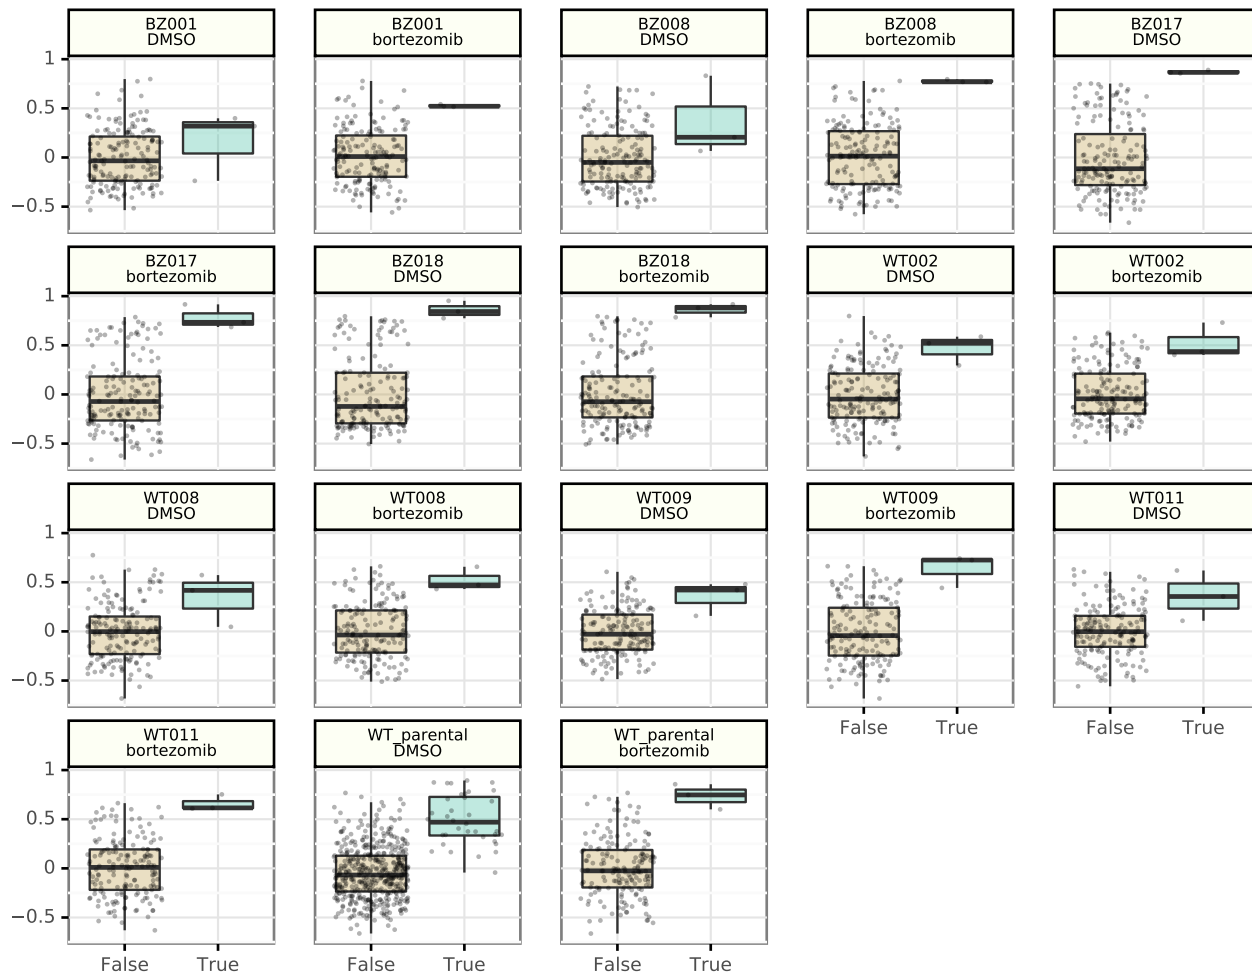 BZ001
DMSO
BZ001
bortezomib
BZ008
DMSO
BZ008
bortezomib
BZ017
DMSO
1
0.5
0
−0.5
BZ017
bortezomib
BZ018
DMSO
BZ018
bortezomib
WT002
DMSO
WT002
bortezomib
1
0.5
0
−0.5
WT008
DMSO
WT008
bortezomib
WT009
DMSO
WT009
bortezomib
WT011
DMSO
1
0.5
0
−0.5
False
True
False
True
WT011
bortezomib
WT_parental
DMSO
WT_parental
bortezomib
1
0.5
0
−0.5
False
True
False
True
False
True